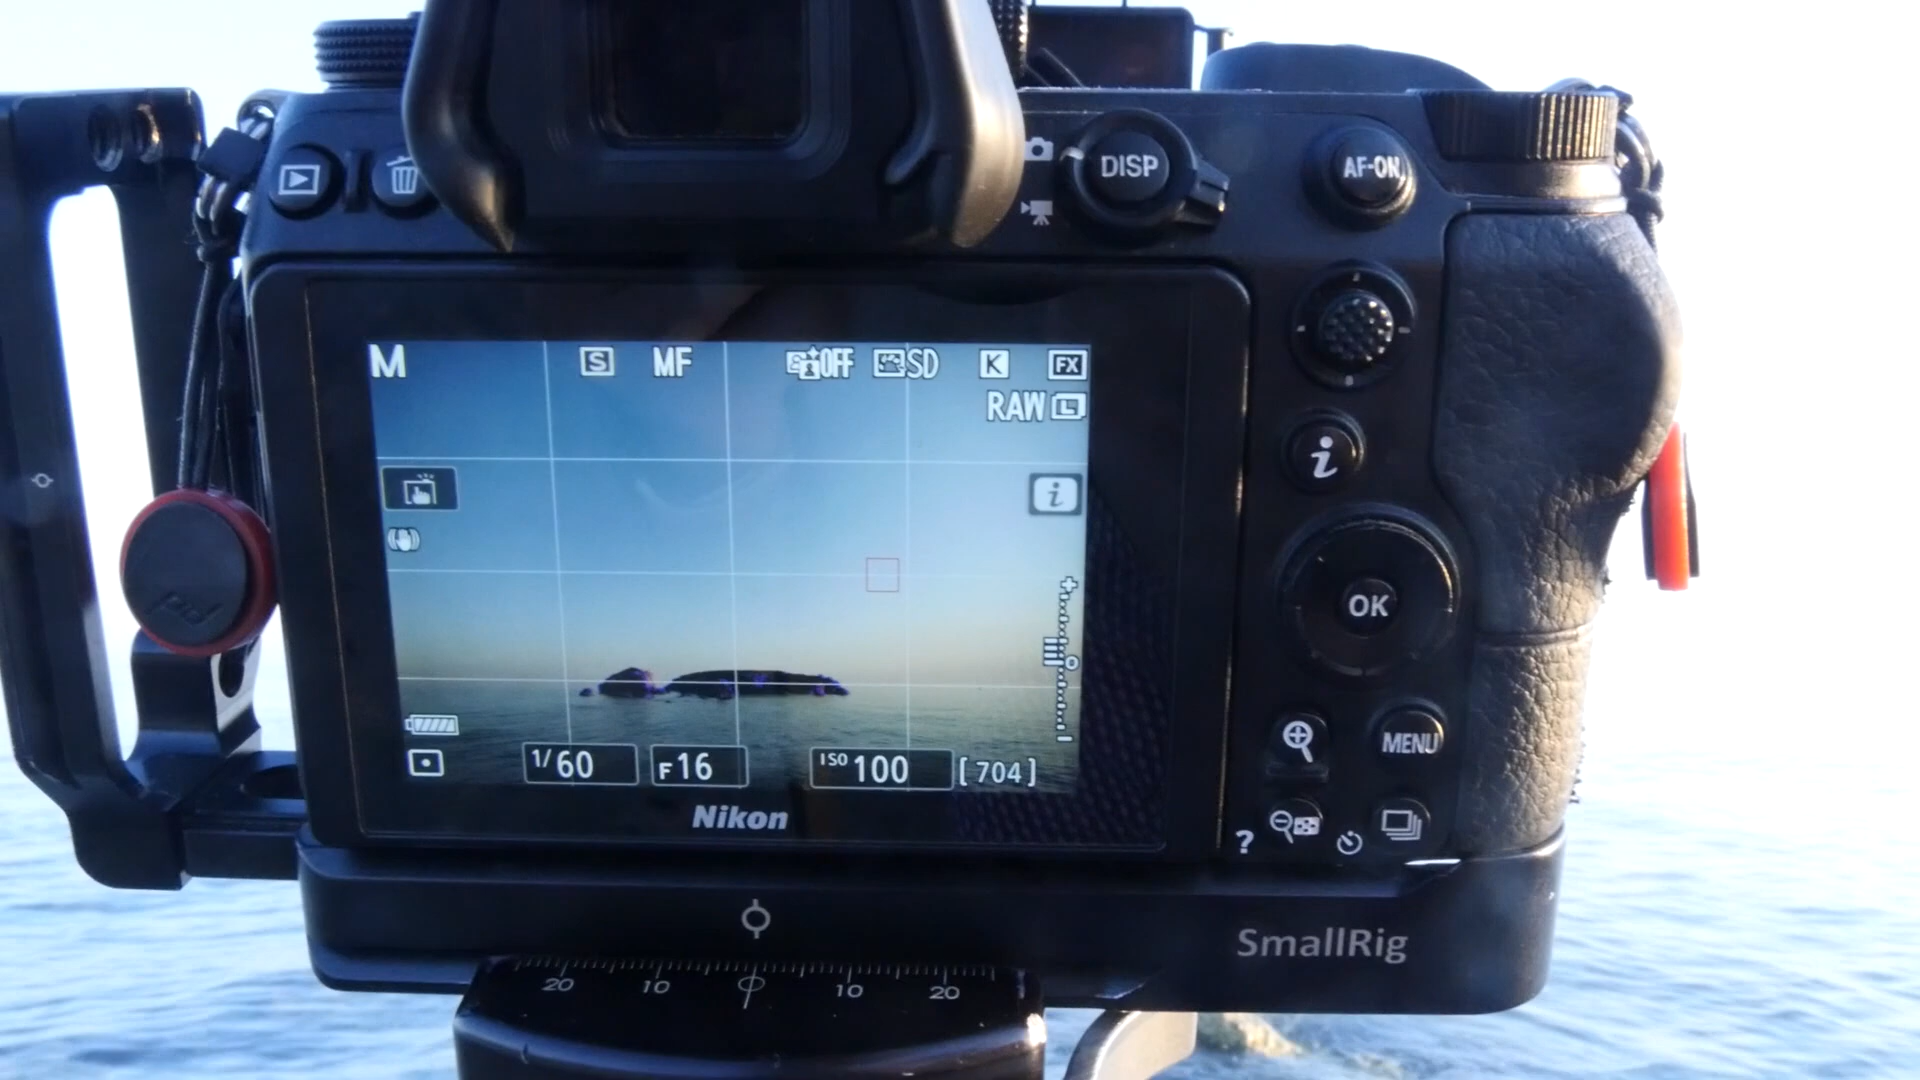 DISP
AF-ON
M S MF OFF SD K FX
RAW L
i
i
OK
MENU
1/60 F16 ISO 100 [704]
Nikon
?
SmallRig
20 10 10 20
pd